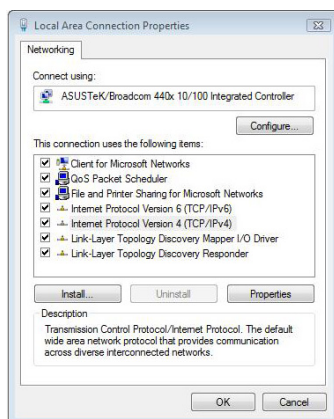 Local Area Connection Properties
Networking
Connect using:
ASUSTeK/Broadcom 440x 10/100 Integrated Controller
Configure...
This connection uses the following items:
Client for Microsoft Networks
QoS Packet Scheduler
File and Printer Sharing for Microsoft Networks
Internet Protocol Version 6 (TCP/IPv6)
Internet Protocol Version 4 (TCP/IPv4)
Link-Layer Topology Discovery Mapper I/O Driver
Link-Layer Topology Discovery Responder
Install... Uninstall Properties
Description
Transmission Control Protocol/Internet Protocol. The default
wide area network protocol that provides communication
across diverse interconnected networks.
OK Cancel